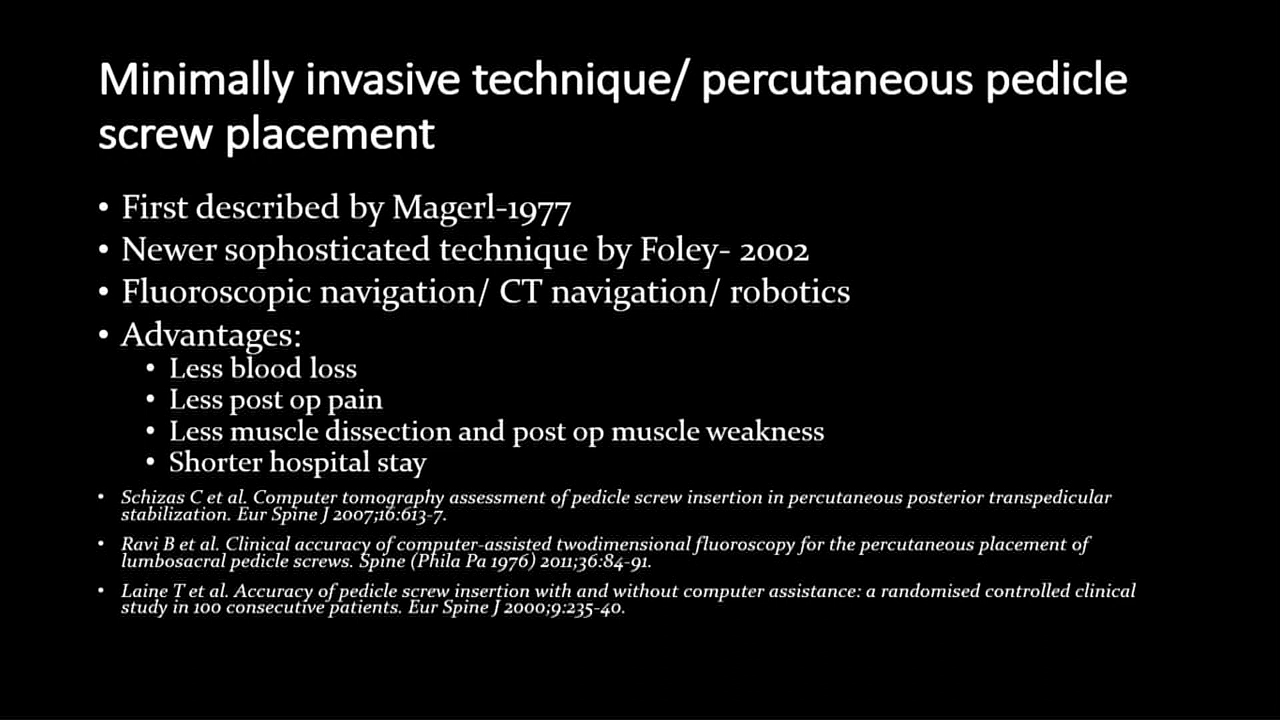 Minimally invasive technique/ percutaneous pedicle
screw placement
• First described by Magerl-1977
• Newer sophosticated technique by Foley- 2002
• Fluoroscopic navigation/ CT navigation/ robotics
• Advantages:
• Less blood loss
• Less post op pain
• Less muscle dissection and post op muscle weakness
• Shorter hospital stay
• Schizas C et al. Computer tomography assessment of pedicle screw insertion in percutaneous posterior transpedicular
stabilization. Eur Spine J 2007;16:613-7.
• Ravi B et al. Clinical accuracy of computer-assisted twodimensional fluoroscopy for the percutaneous placement of
lumbosacral pedicle screws. Spine (Phila Pa 1976) 2011;36:84-91.
• Laine T et al. Accuracy of pedicle screw insertion with and without computer assistance: a randomised controlled clinical
study in 100 consecutive patients. Eur Spine J 2000;9:235-40.